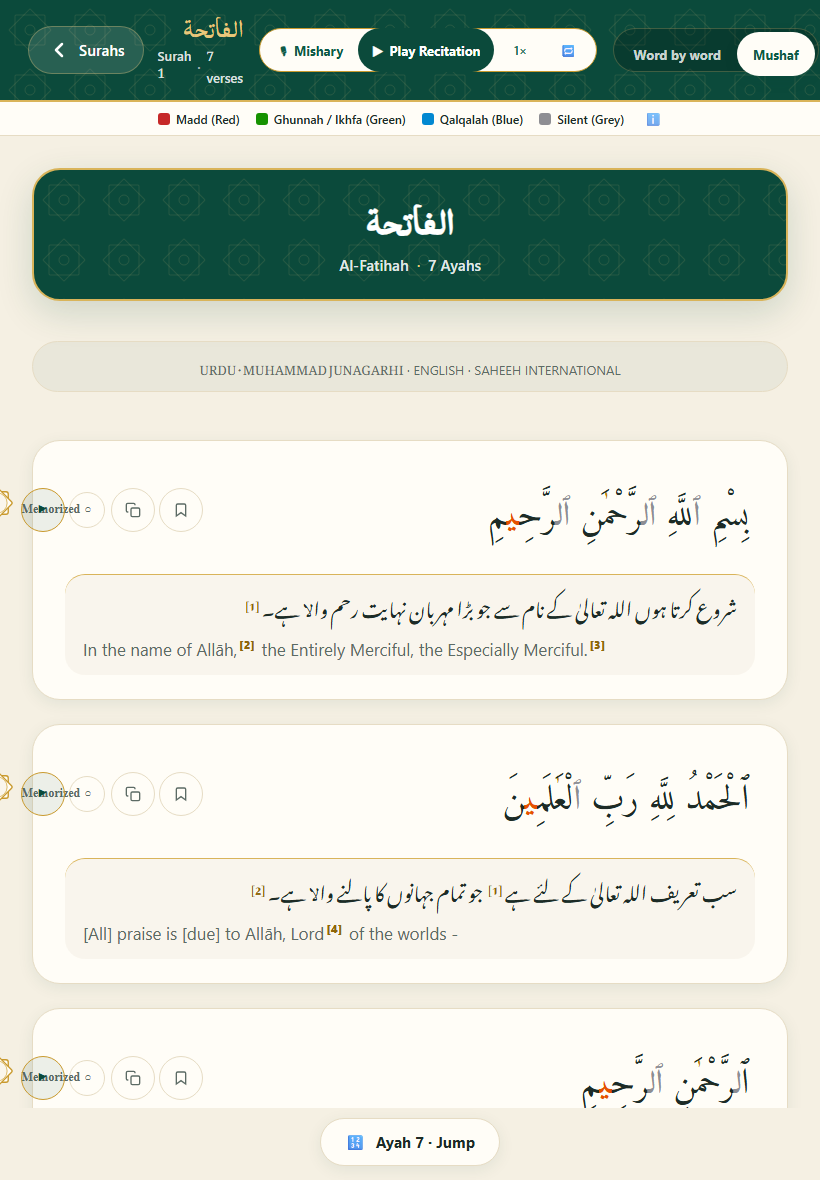 Surahs
الفاتحة
Surah 1 · 7 verses
Mishary
Play Recitation
1×
Word by word
Mushaf
Madd (Red)
Ghunnah / Ikhfa (Green)
Qalqalah (Blue)
Silent (Grey)
الفاتحة
Al-Fatihah · 7 Ayahs
URDU · MUHAMMAD JUNAGARHI · ENGLISH · SAHEEH INTERNATIONAL
Memorized
بِسْمِ ٱللَّهِ ٱلرَّحْمَٰنِ ٱلرَّحِيمِ
شروع کرتا ہوں اللہ تعالیٰ کے نام سے جو بڑا مہربان نہایت رحم والا ہے۔ [1]
In the name of Allāh,[2] the Entirely Merciful, the Especially Merciful.[3]
Memorized
ٱلْحَمْدُ لِلَّهِ رَبِّ ٱلْعَٰلَمِينَ
سب تعریف اللہ تعالیٰ کے لئے ہے [1] جو تمام جہانوں کا پالنے والا ہے۔ [2]
[All] praise is [due] to Allāh, Lord[4] of the worlds -
Memorized
ٱلرَّحْمَٰنِ ٱلرَّحِيمِ
Ayah 7 · Jump